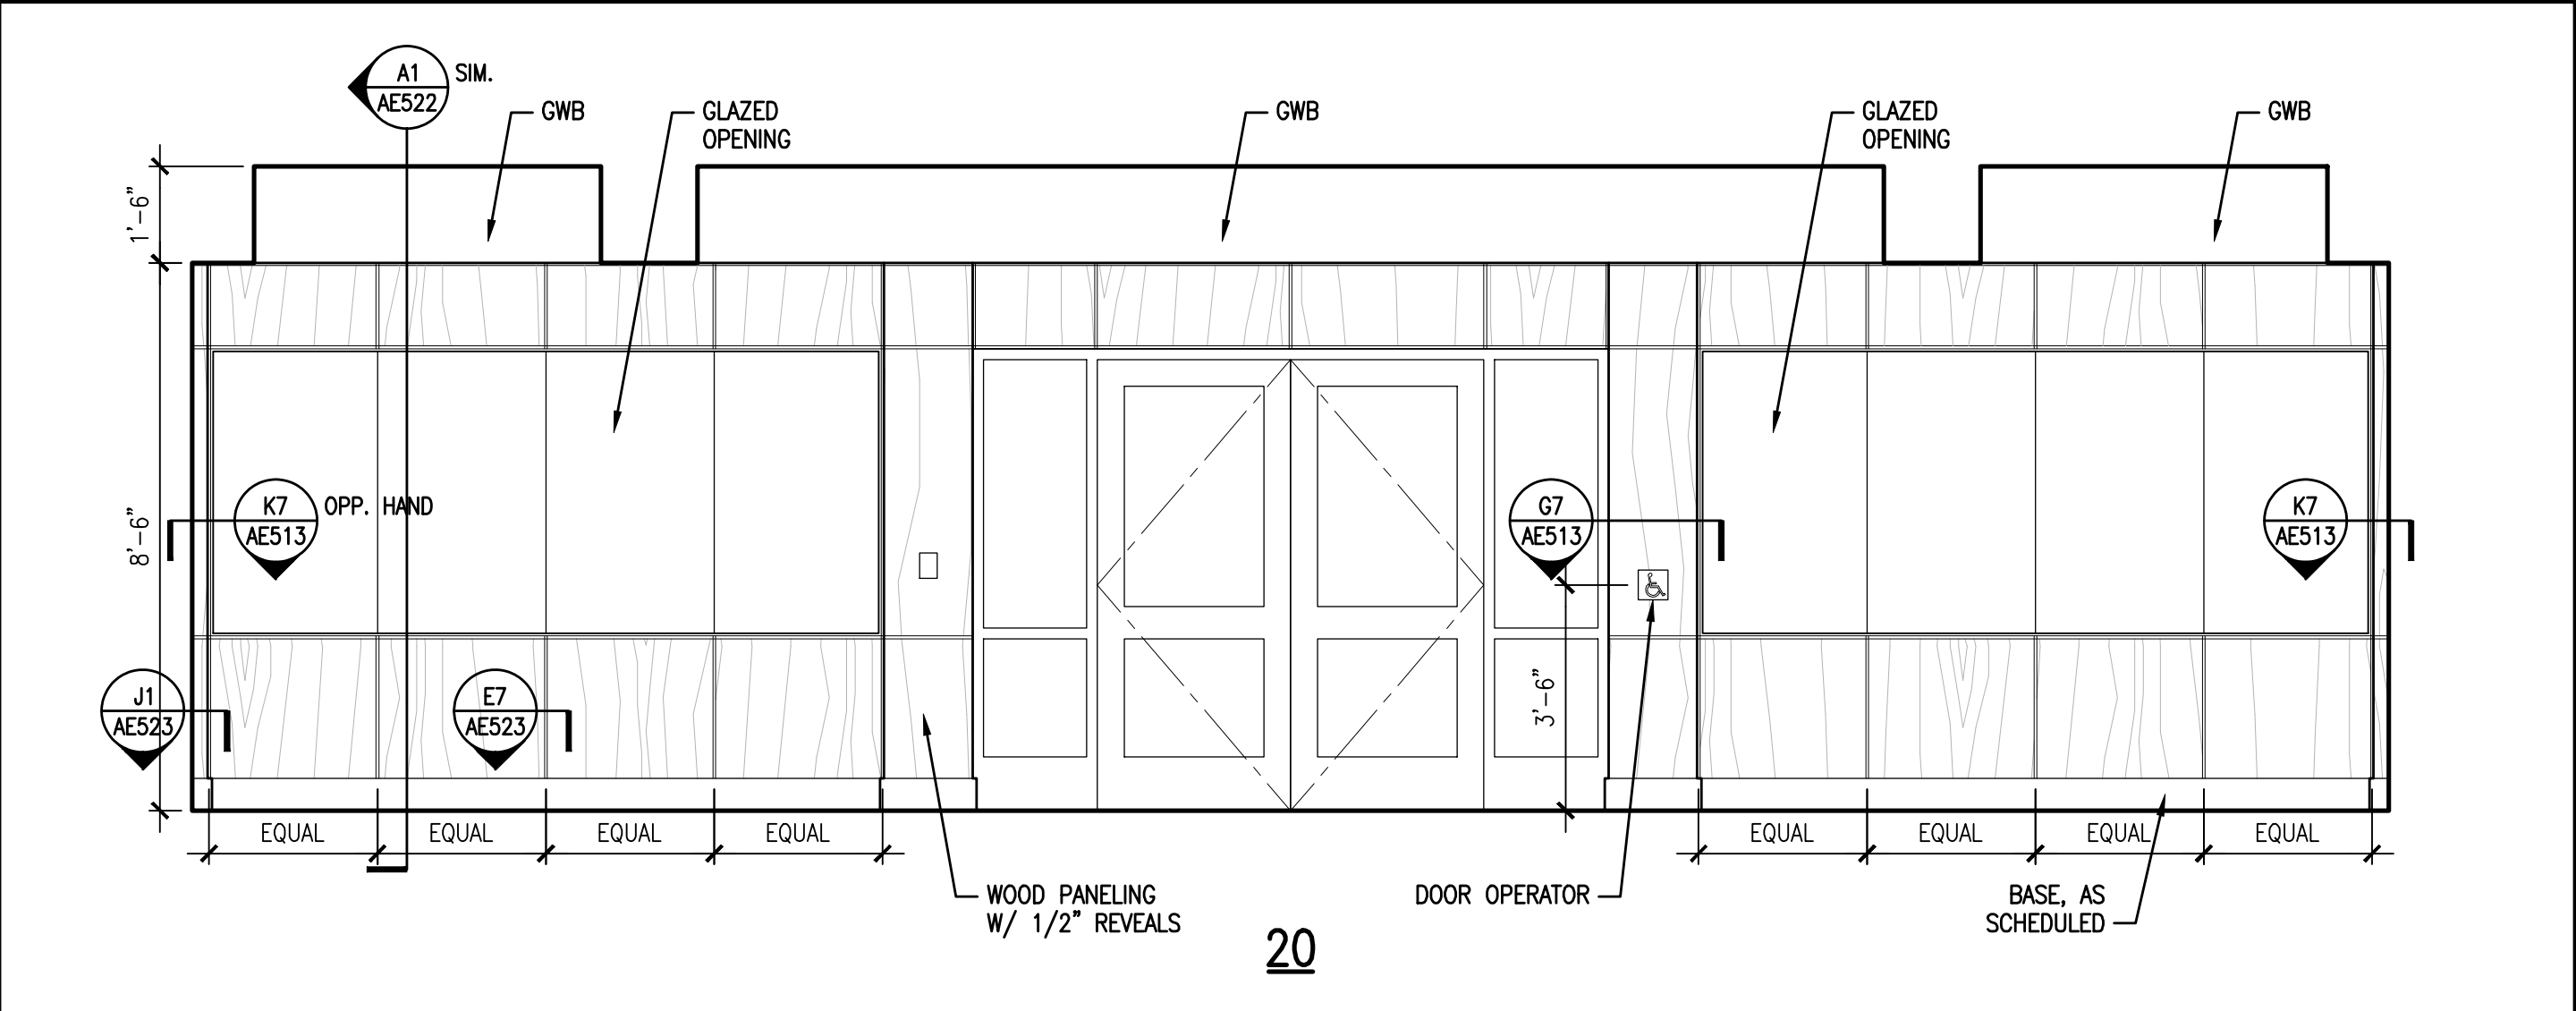 A1
AE522
SIM.
GWB
GLAZED
OPENING
GWB
GLAZED
OPENING
GWB
1'-6"
8'-6"
K7
AE513
OPP. HAND
G7
AE513
K7
AE513
J1
AE523
E7
AE523
3'-6"
EQUAL
EQUAL
EQUAL
EQUAL
EQUAL
EQUAL
EQUAL
EQUAL
WOOD PANELING
W/ 1/2" REVEALS
DOOR OPERATOR
BASE, AS
SCHEDULED
20